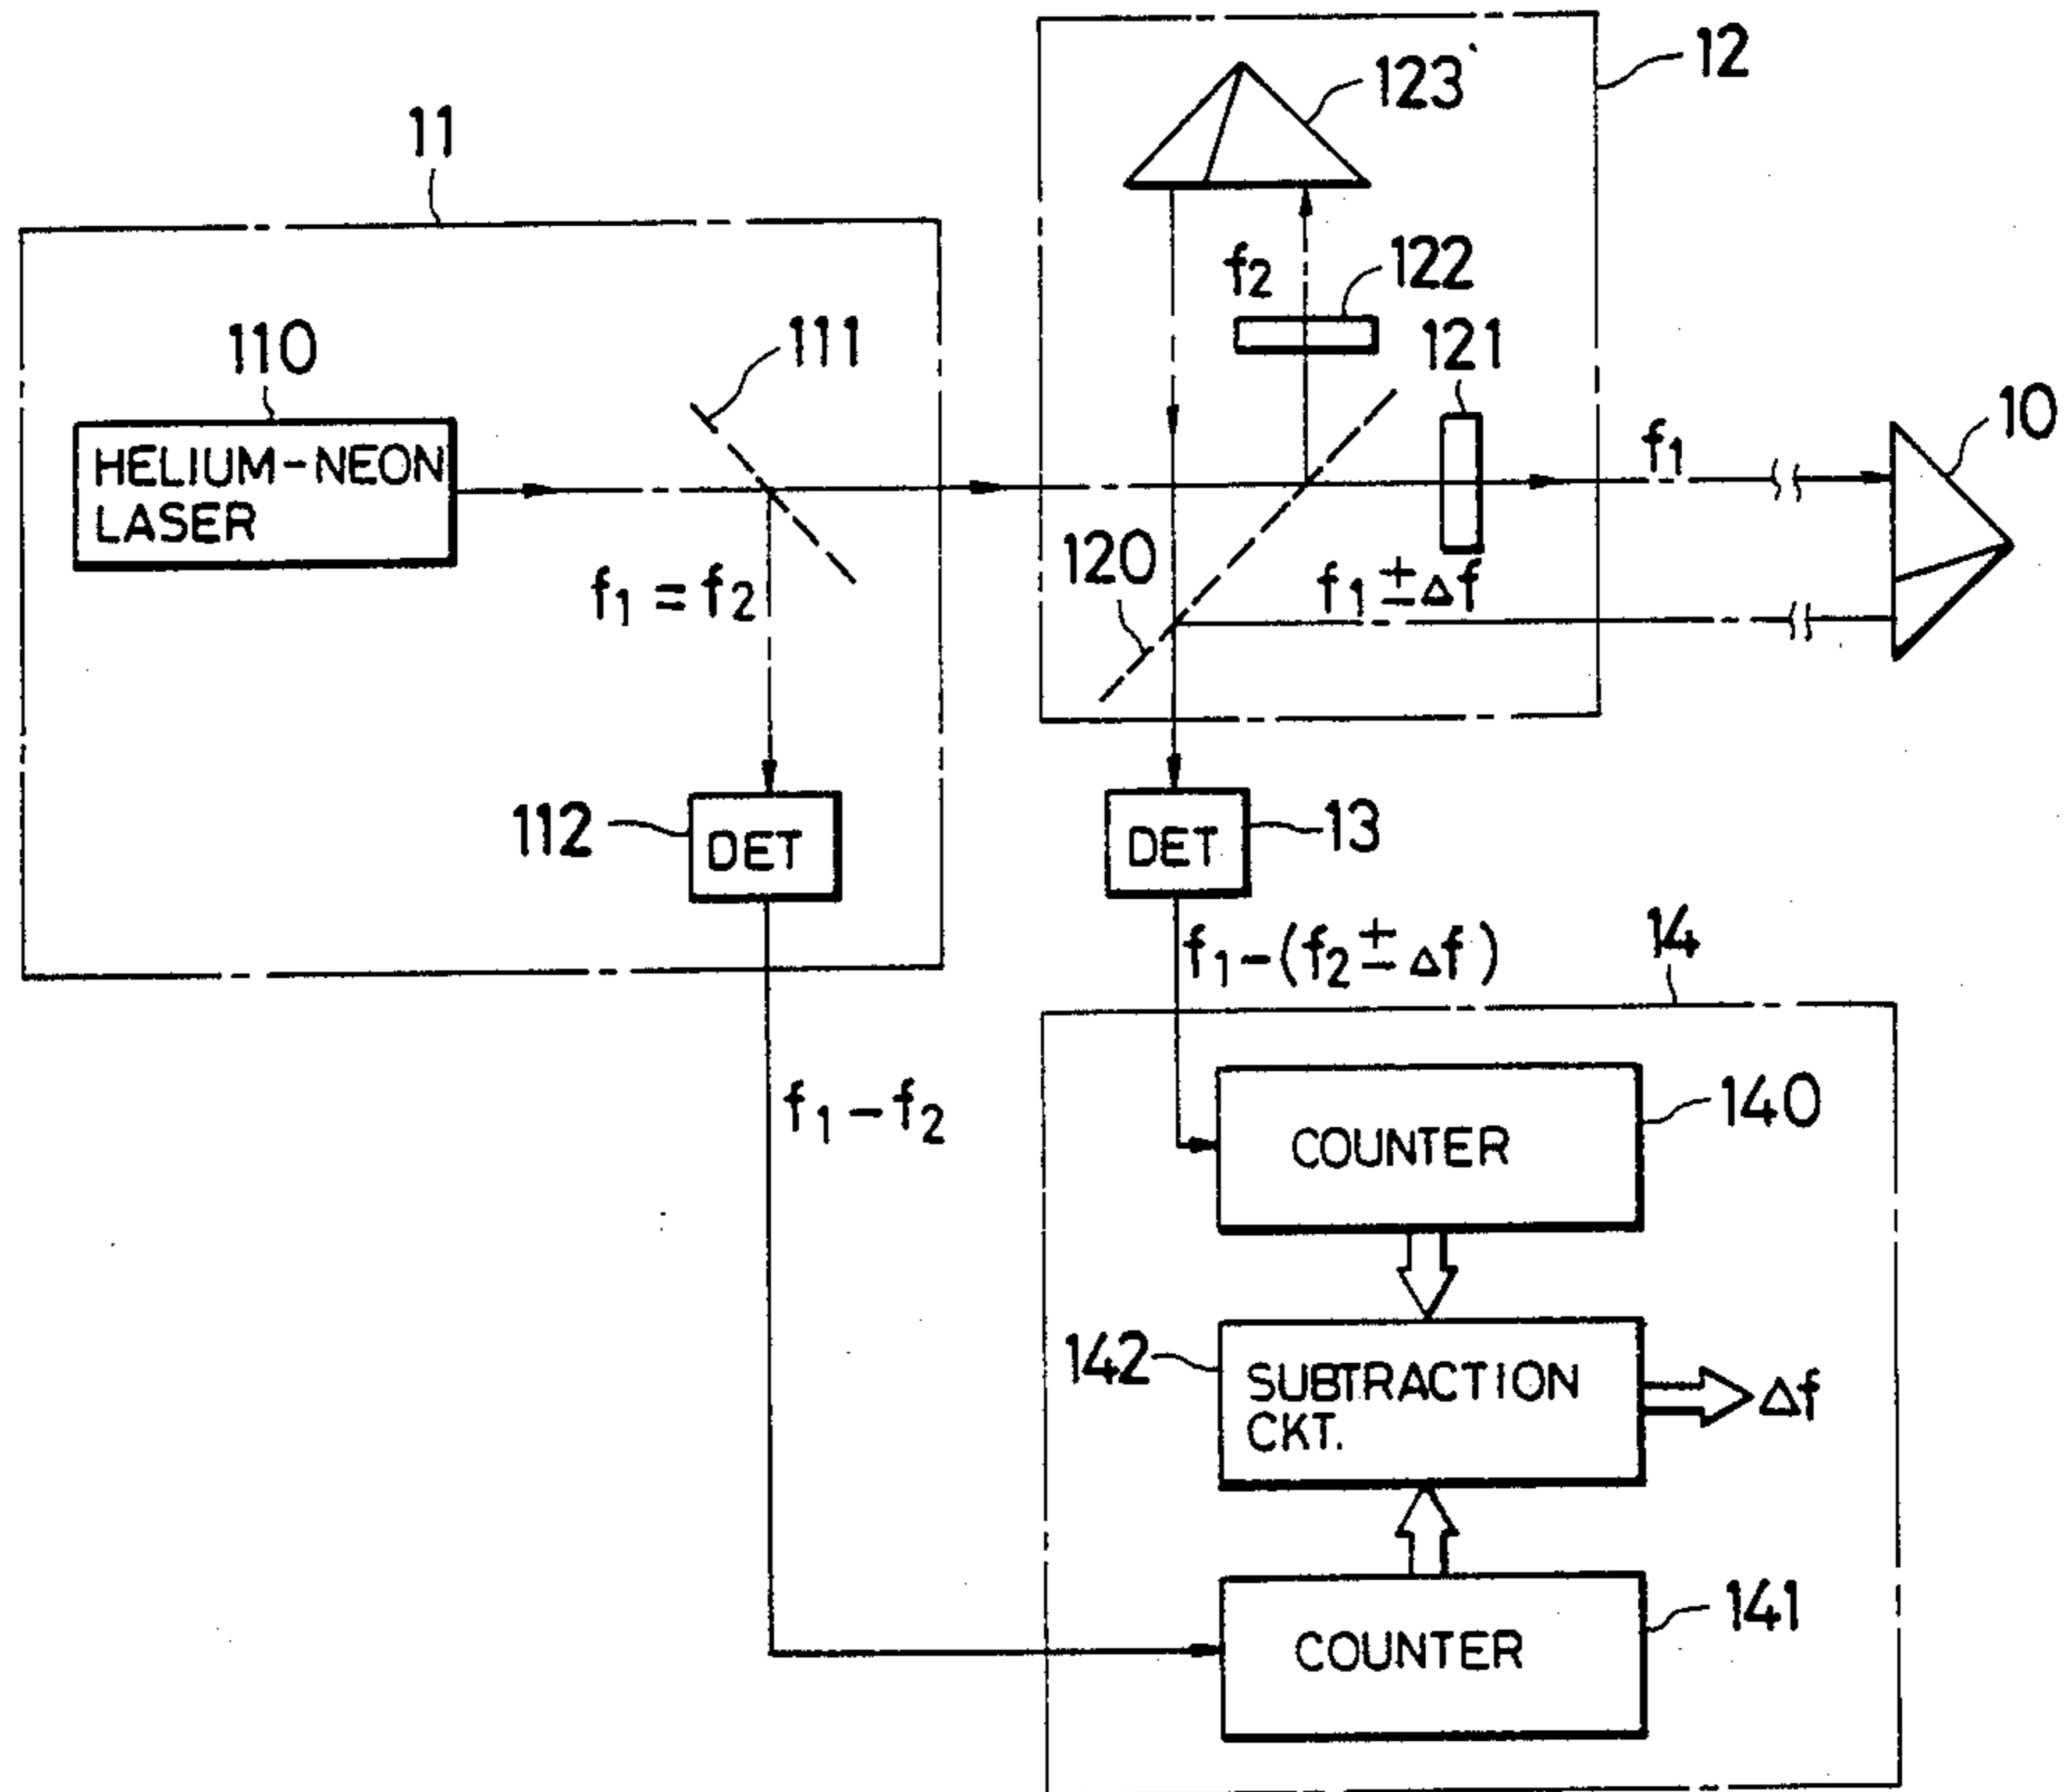 12
123
11
f2
122
110
111
121
10
HELIUM-NEON
LASER
f1
120
f1 ± Δf
f1 = f2
112
DET
DET
13
f1 - (f2 ± Δf)
14
f1 - f2
140
COUNTER
142
SUBTRACTION
CKT.
Δf
141
COUNTER